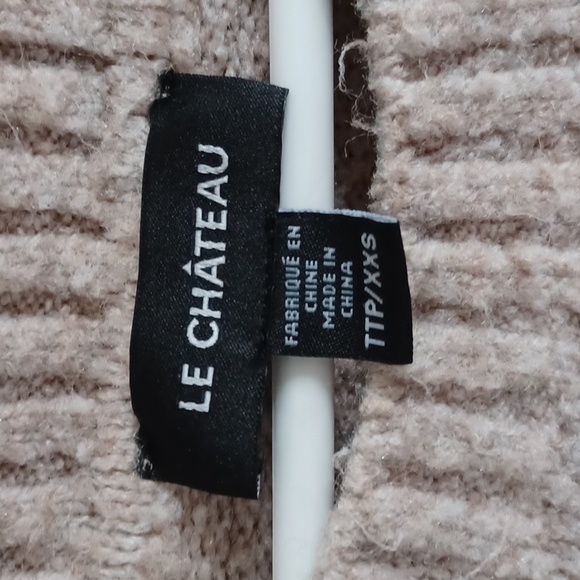 LE CHÂTEAU
FABRIQUÉ EN
CHINE
MADE IN
CHINA
TTP/XXS